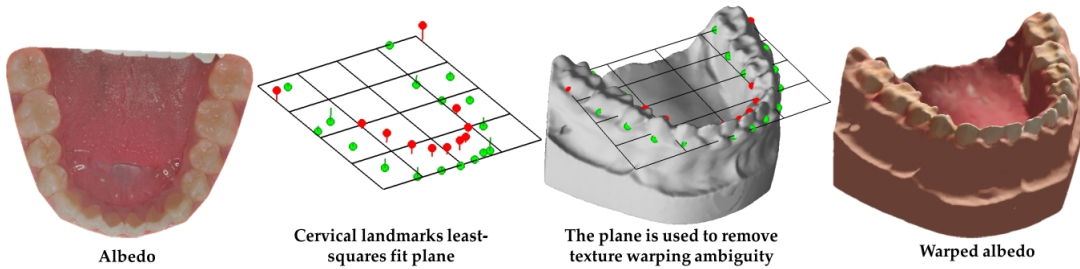 Albedo
Cervical landmarks least-
squares fit plane
The plane is used to remove
texture warping ambiguity
Warped albedo